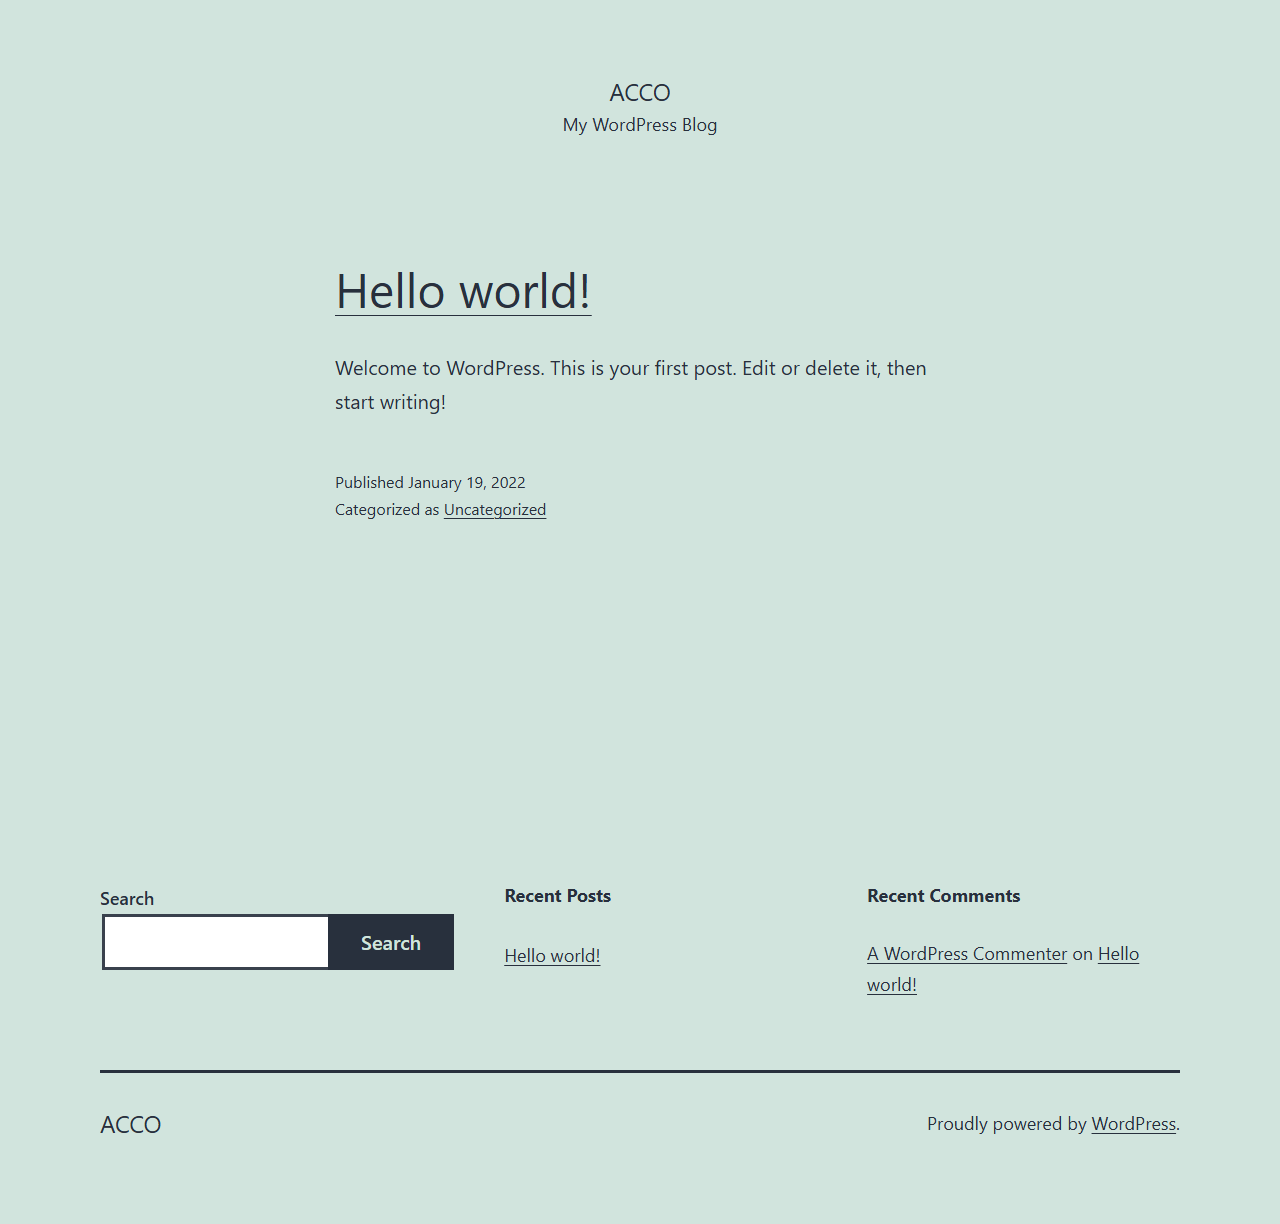 ACCO
My WordPress Blog
Hello world!
Welcome to WordPress. This is your first post. Edit or delete it, then
start writing!
Published January 19, 2022
Categorized as Uncategorized
Search
Search
Recent Posts
Hello world!
Recent Comments
A WordPress Commenter on Hello
world!
ACCO
Proudly powered by WordPress.